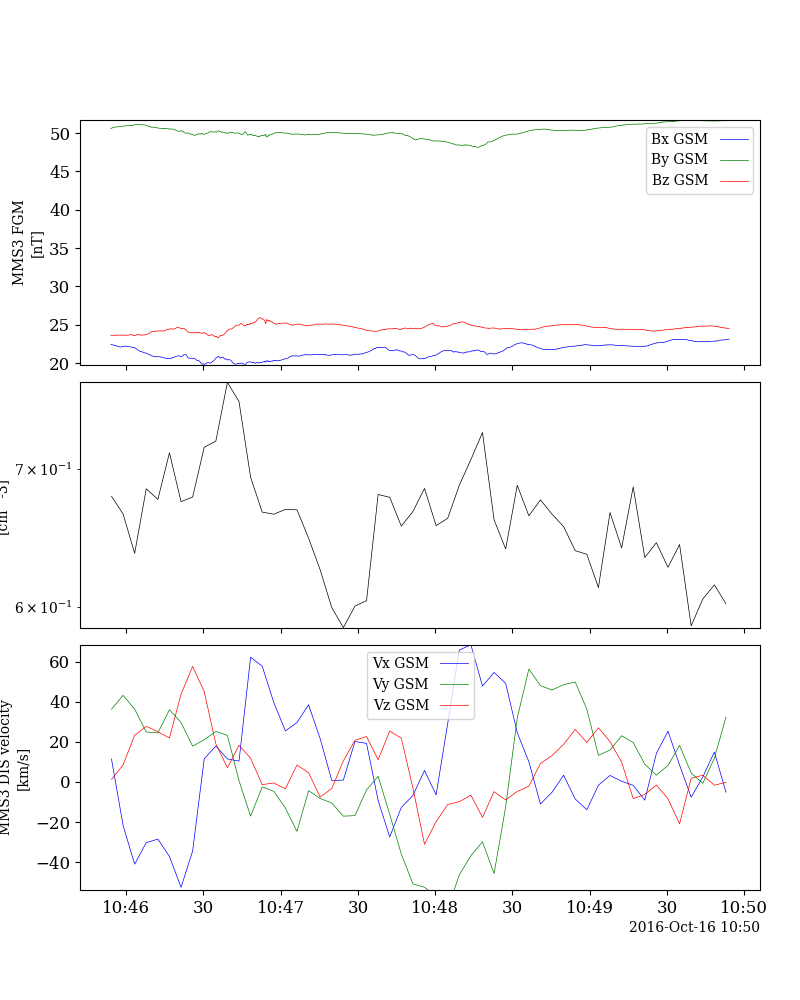 MMS3 FGM
[nT]
50
45
40
35
30
25
20
Bx GSM
By GSM
Bz GSM
[cm -3]
7 × 10⁻¹
6 × 10⁻¹
MMS3 DIS velocity
[km/s]
60
40
20
0
−20
−40
Vx GSM
Vy GSM
Vz GSM
10:46 30 10:47 30 10:48 30 10:49 30 10:50
2016-Oct-16 10:50